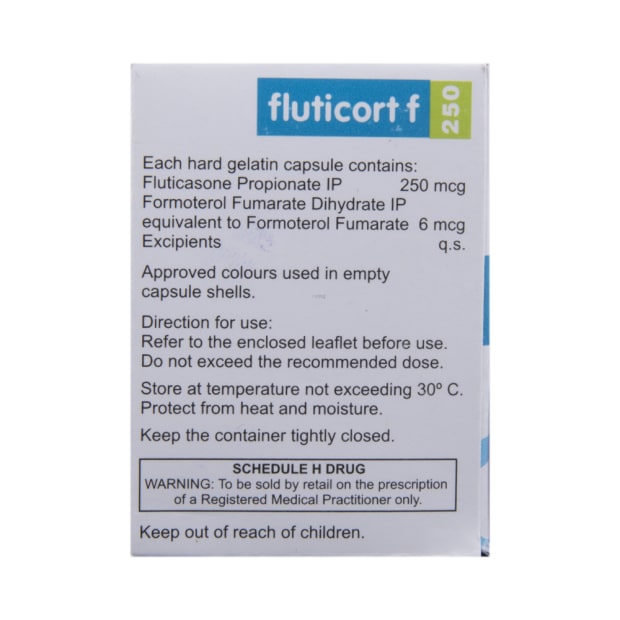 fluticort f 250
Each hard gelatin capsule contains:
Fluticasone Propionate IP 250 mcg
Formoterol Fumarate Dihydrate IP
equivalent to Formoterol Fumarate 6 mcg
Excipients q.s.
Approved colours used in empty
capsule shells.
Direction for use:
Refer to the enclosed leaflet before use.
Do not exceed the recommended dose.
Store at temperature not exceeding 30º C.
Protect from heat and moisture.
Keep the container tightly closed.
SCHEDULE H DRUG
WARNING: To be sold by retail on the prescription
of a Registered Medical Practitioner only.
Keep out of reach of children.